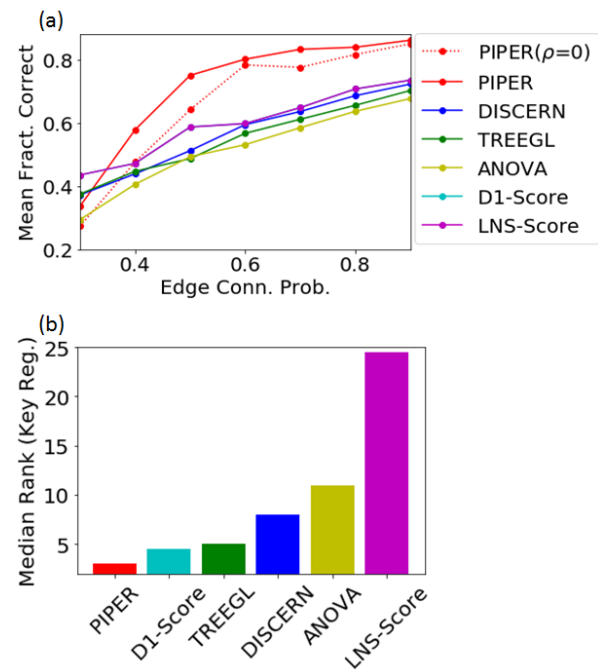 (a)
Mean Fract. Correct
0.8
0.6
0.4
0.2
0.4
0.6
0.8
Edge Conn. Prob.
PIPER(ρ=0)
PIPER
DISCERN
TREEGL
ANOVA
D1-Score
LNS-Score
(b)
Median Rank (Key Reg.)
25
20
15
10
5
PIPER
D1-Score
TREEGL
DISCERN
ANOVA
LNS-Score